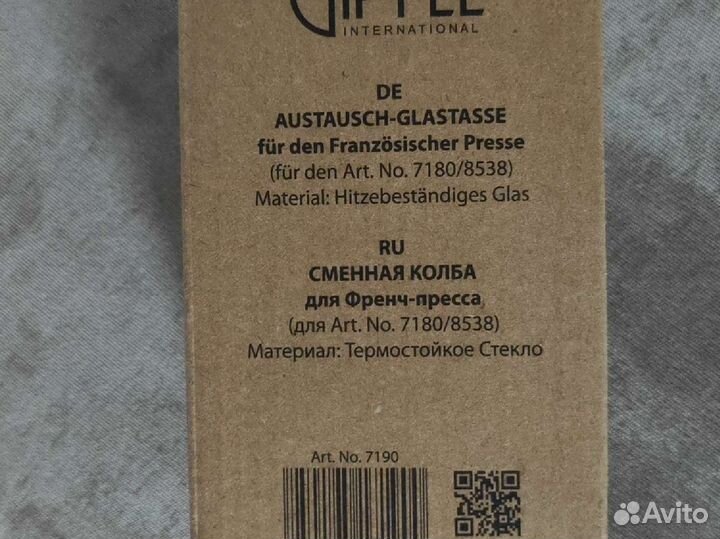 GIPFEL
INTERNATIONAL
DE
AUSTAUSCH-GLASTASSE
für den Französischer Presse
(für den Art. No. 7180/8538)
Material: Hitzebeständiges Glas
RU
СМЕННАЯ КОЛБА
для Френч-пресса
(для Art. No. 7180/8538)
Материал: Термостойкое Стекло
Art. No. 7190
Avito